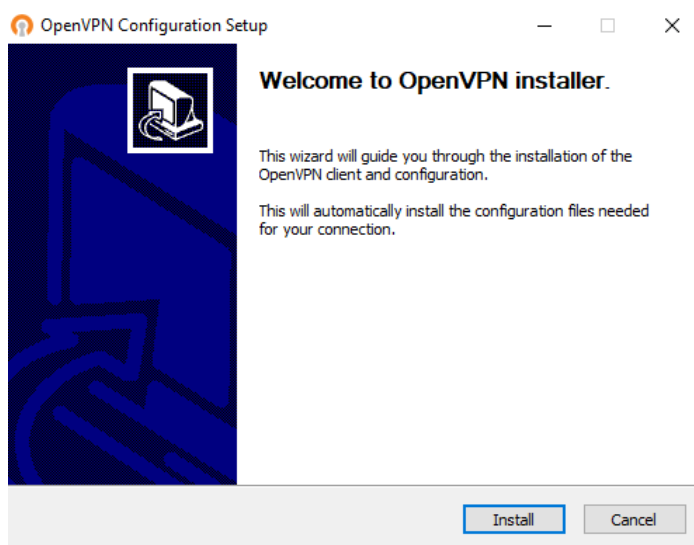 OpenVPN Configuration Setup
Welcome to OpenVPN installer.
This wizard will guide you through the installation of the
OpenVPN client and configuration.
This will automatically install the configuration files needed
for your connection.
Install
Cancel